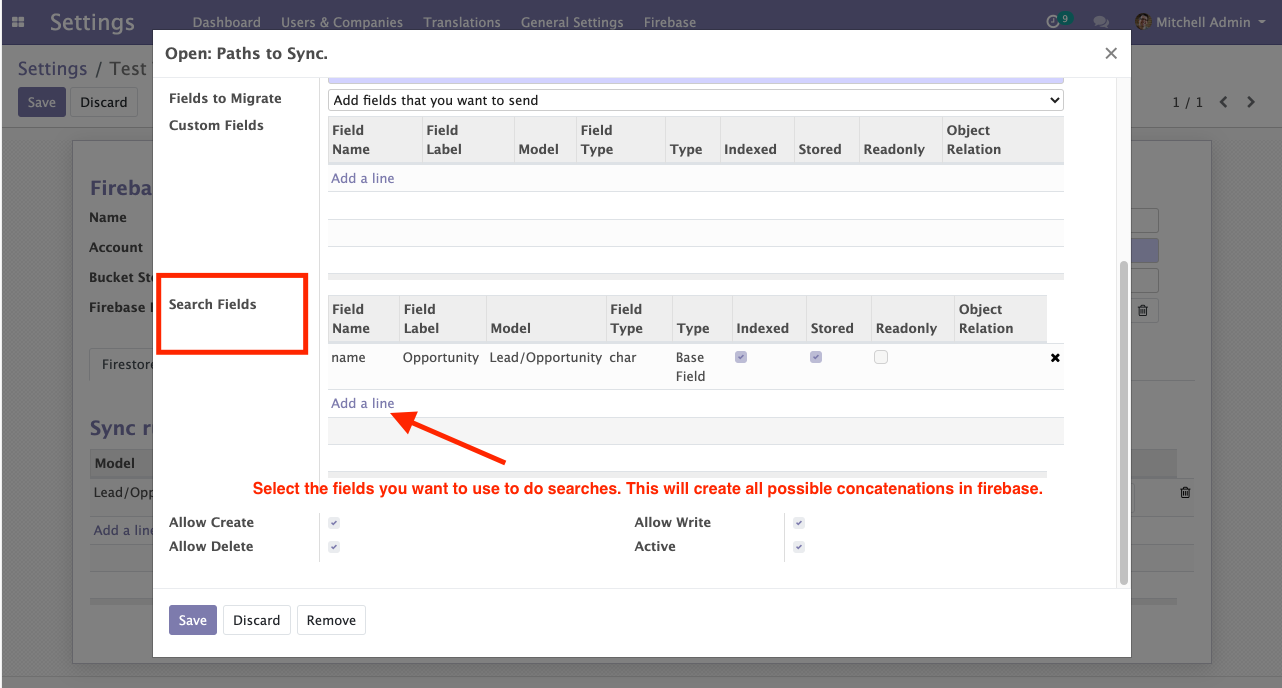 Settings Dashboard Users & Companies Translations General Settings Firebase 9 Mitchell Admin
Settings / Test
Save Discard 1 / 1
Open: Paths to Sync.
Fields to Migrate Add fields that you want to send
Custom Fields
Field Name Field Label Model Field Type Type Indexed Stored Readonly Object Relation
Add a line
Fireba
Name
Account
Bucket Sto
Firebase
Firestore
Search Fields
Field Name Field Label Model Field Type Type Indexed Stored Readonly Object Relation
name Opportunity Lead/Opportunity char Base Field
Add a line
Select the fields you want to use to do searches. This will create all possible concatenations in firebase.
Sync r
Model
Lead/Opp
Add a line
Allow Create Allow Write
Allow Delete Active
Save Discard Remove